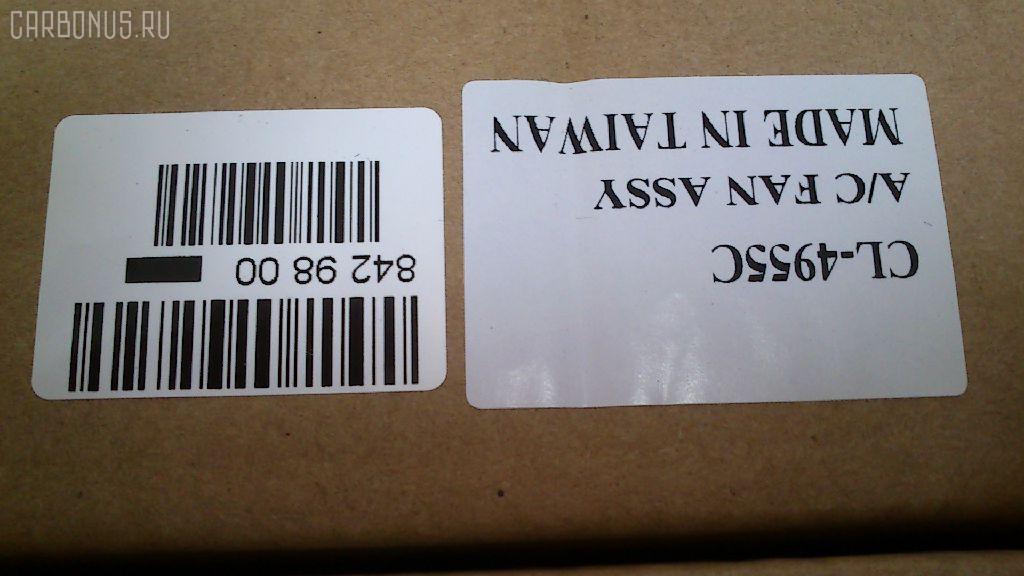 CARBONUS.RU
CL-4955C
A/C FAN ASSY
MADE IN TAIWAN
842 98 00